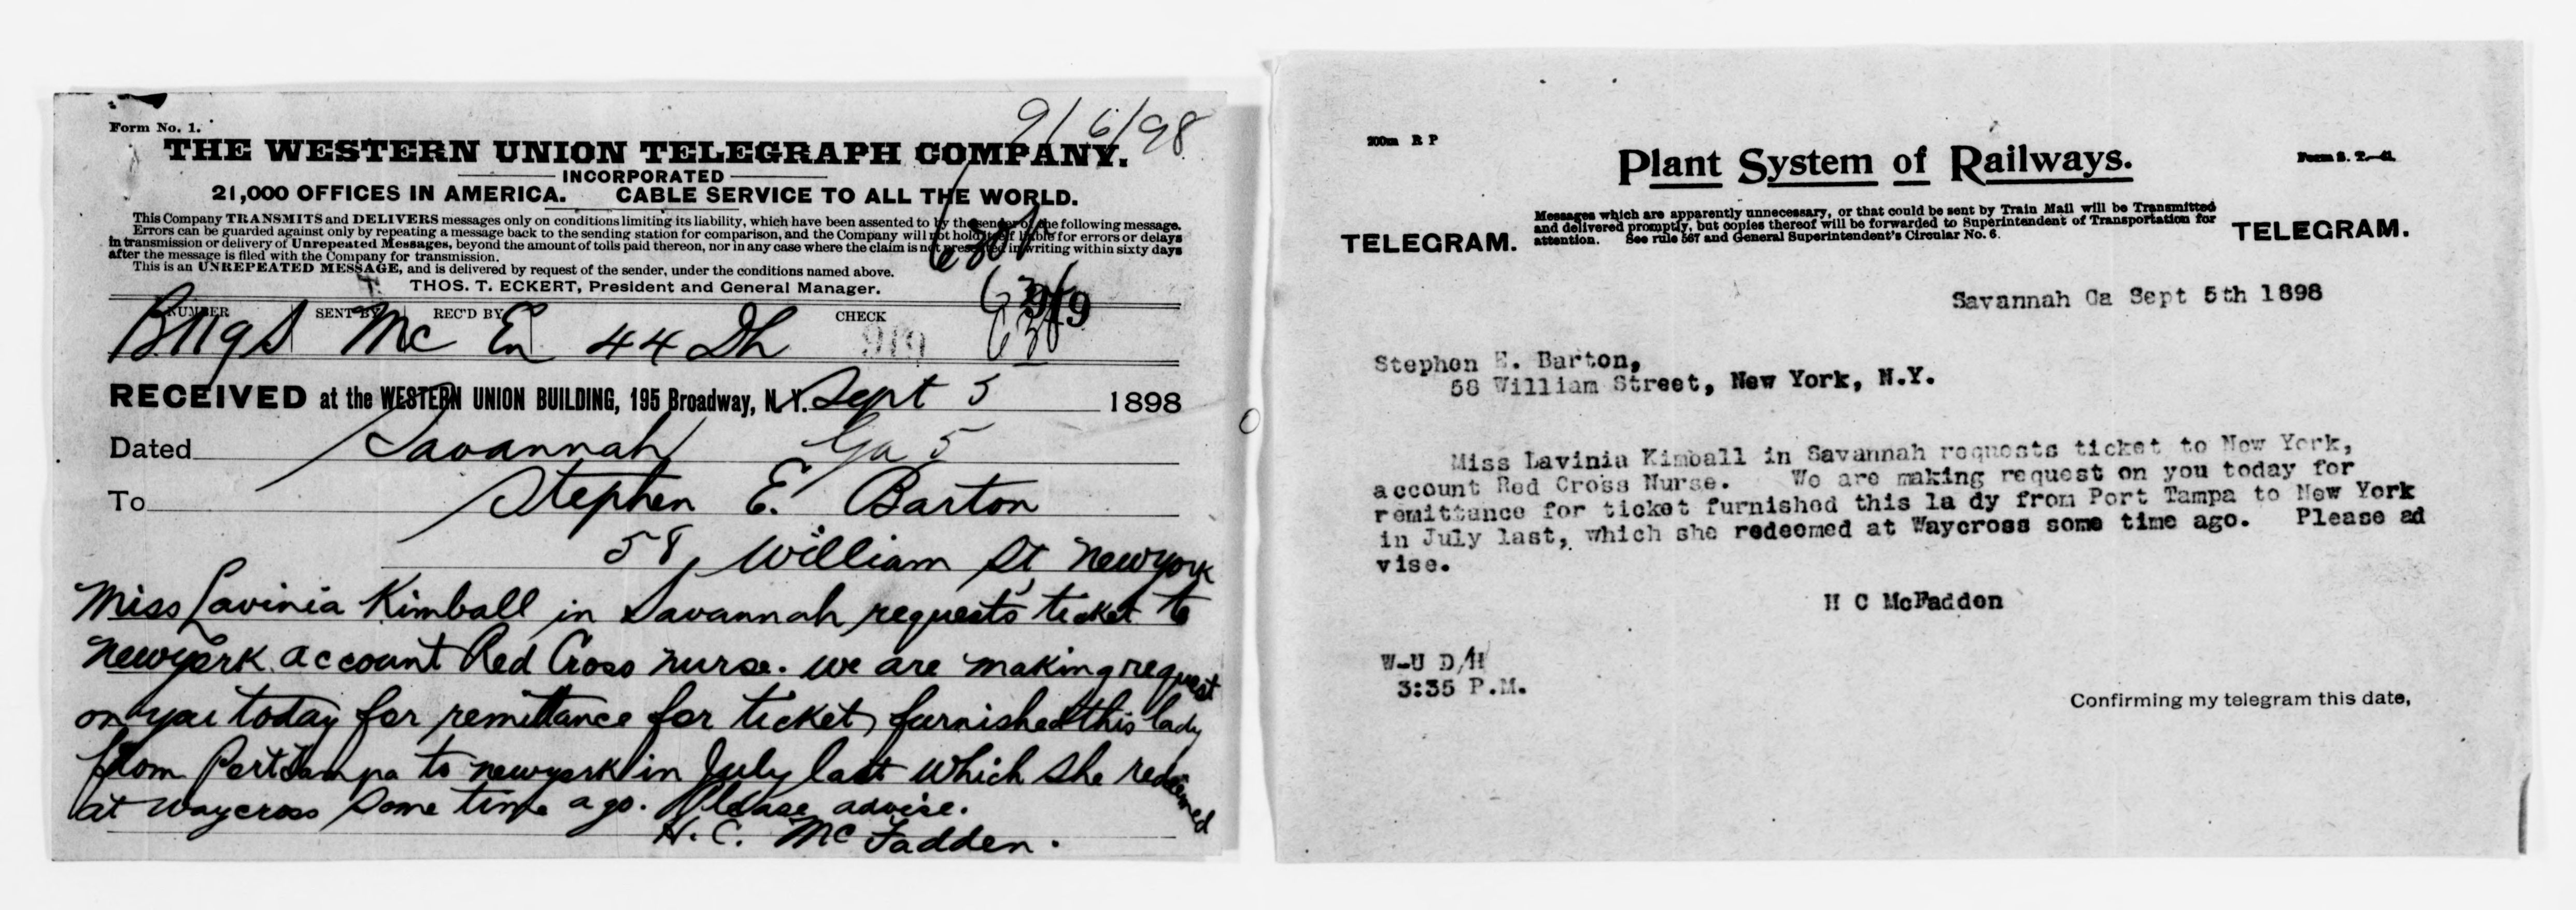 9/6/98
Form No. 1.
THE WESTERN UNION TELEGRAPH COMPANY.
INCORPORATED
21,000 OFFICES IN AMERICA. CABLE SERVICE TO ALL THE WORLD.
This Company TRANSMITS and DELIVERS messages only on conditions limiting its liability, which have been assented to by the sender of the following message.
Errors can be guarded against only by repeating a message back to the sending station for comparison, and the Company will not hold itself liable for errors or delays
in transmission or delivery of Unrepeated Messages, beyond the amount of tolls paid thereon, nor in any case where the claim is not presented in writing within sixty days
after the message is filed with the Company for transmission.
This is an UNREPEATED MESSAGE, and is delivered by request of the sender, under the conditions named above.
THOS. T. ECKERT, President and General Manager.
NUMBER SENT BY REC'D BY CHECK
Mc 44 Dh 919
RECEIVED at the WESTERN UNION BUILDING, 195 Broadway, N.Y. Sept 5 1898
Dated Savannah Ga 5
To Stephen E. Barton
58, William St, New york
Miss Lavinia Kimball in Savannah requests ticket to
New york account Red Cross nurse. we are making request
on you today for remittance for ticket furnished this lady
from Port Tampa to new york in July last which she redeemed
at Waycross some time ago. Please advise.
H. C. McFadden.
200m R P
Plant System of Railways.
Form S. T.—41.
TELEGRAM.
Messages which are apparently unnecessary, or that could be sent by Train Mail will be Transmitted
and delivered promptly, but copies thereof will be forwarded to Superintendent of Transportation for
attention. See rule 567 and General Superintendent's Circular No. 6.
TELEGRAM.
Savannah Ga Sept 5th 1898
Stephen E. Barton,
58 William Street, New York, N.Y.
Miss Lavinia Kimball in Savannah requests ticket to New York,
account Red Cross Nurse. We are making request on you today for
remittance for ticket furnished this la dy from Port Tampa to New York
in July last, which she redeemed at Waycross some time ago. Please ad
vise.
H C McFadden
W-U D/H
3:35 P.M.
Confirming my telegram this date,